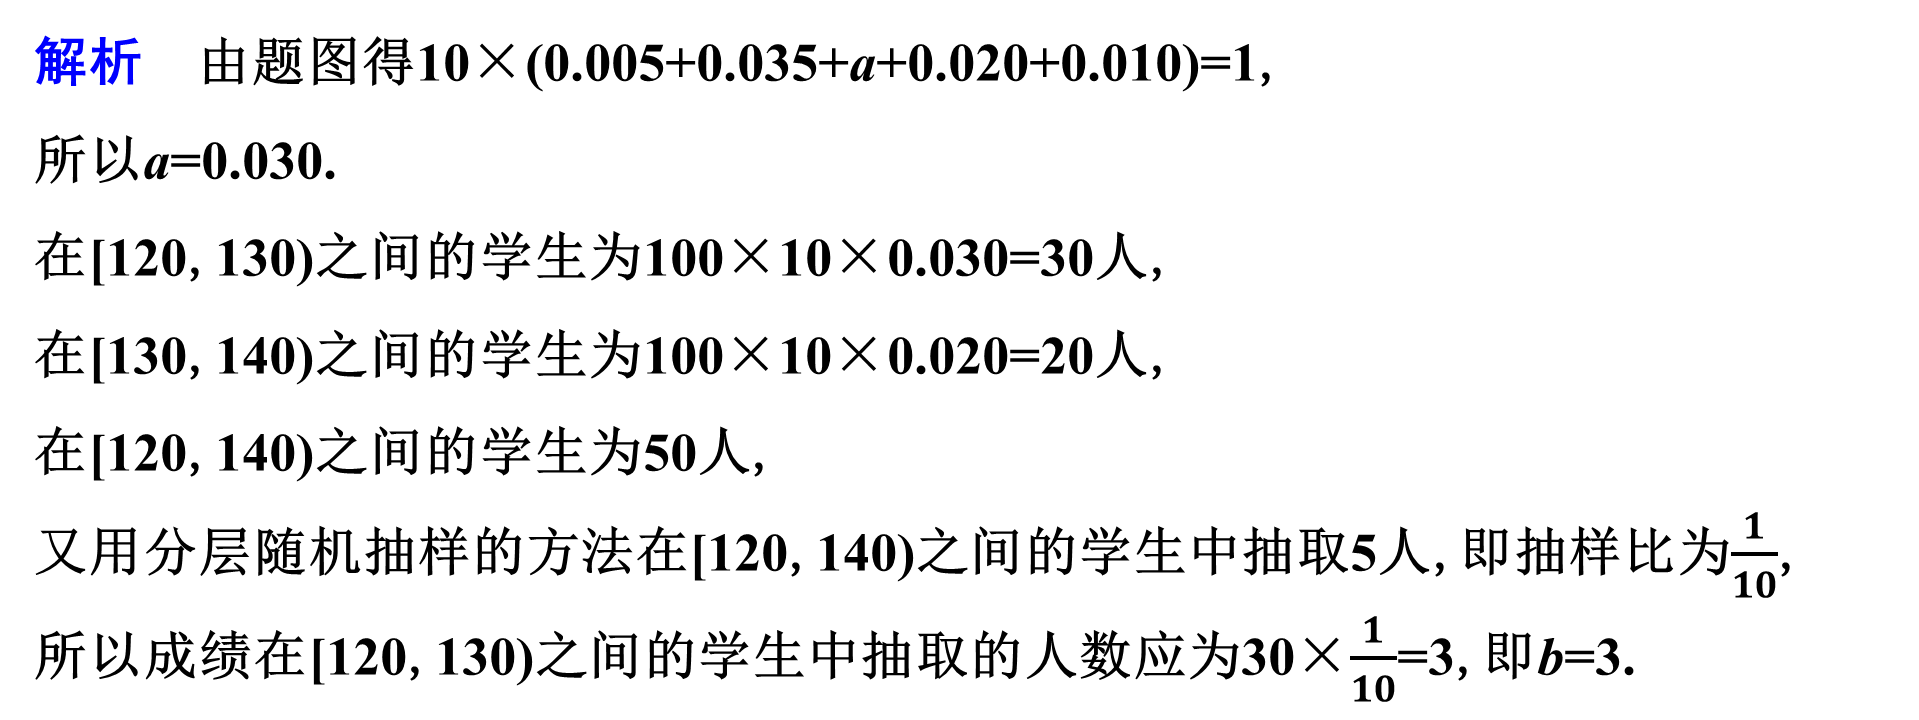 解析 由题图得10×(0.005+0.035+a+0.020+0.010)=1,
所以a=0.030.
在[120, 130)之间的学生为100×10×0.030=30人,
在[130, 140)之间的学生为100×10×0.020=20人,
在[120, 140)之间的学生为50人,
又用分层随机抽样的方法在[120, 140)之间的学生中抽取5人, 即抽样比为1/10,
所以成绩在[120, 130)之间的学生中抽取的人数应为30×1/10=3, 即b=3.